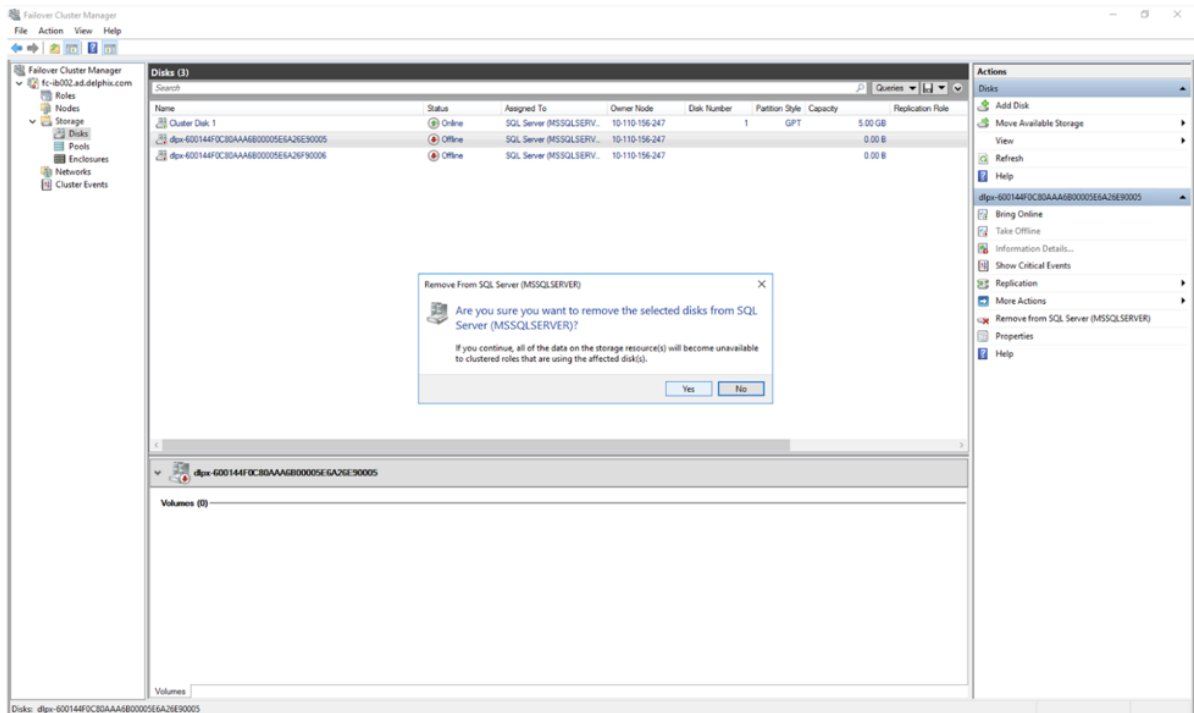 Failover Cluster Manager
File Action View Help
Failover Cluster Manager
fc-ib002.ad.delphix.com
Roles
Nodes
Storage
Disks
Pools
Enclosures
Networks
Cluster Events
Disks (3)
Search
Queries
Name Status Assigned To Owner Node Disk Number Partition Style Capacity Replication Role
Cluster Disk 1 Online SQL Server (MSSQLSERV... 10-110-156-247 1 GPT 5.00 GB
dlpx-600144F0C80AAA6B00005E6A26E90005 Offline SQL Server (MSSQLSERV... 10-110-156-247 0.00 B
dlpx-600144F0C80AAA6B00005E6A26F90006 Offline SQL Server (MSSQLSERV... 10-110-156-247 0.00 B
Remove From SQL Server (MSSQLSERVER)
Are you sure you want to remove the selected disks from SQL
Server (MSSQLSERVER)?
If you continue, all of the data on the storage resource(s) will become unavailable
to clustered roles that are using the affected disk(s).
Yes No
dlpx-600144F0C80AAA6B00005E6A26E90005
Volumes (0)
Volumes
Actions
Disks
Add Disk
Move Available Storage
View
Refresh
Help
dlpx-600144F0C80AAA6B00005E6A26E90005
Bring Online
Take Offline
Information Details...
Show Critical Events
Replication
More Actions
Remove from SQL Server (MSSQLSERVER)
Properties
Help
Disks: dlpx-600144F0C80AAA6B00005E6A26E90005